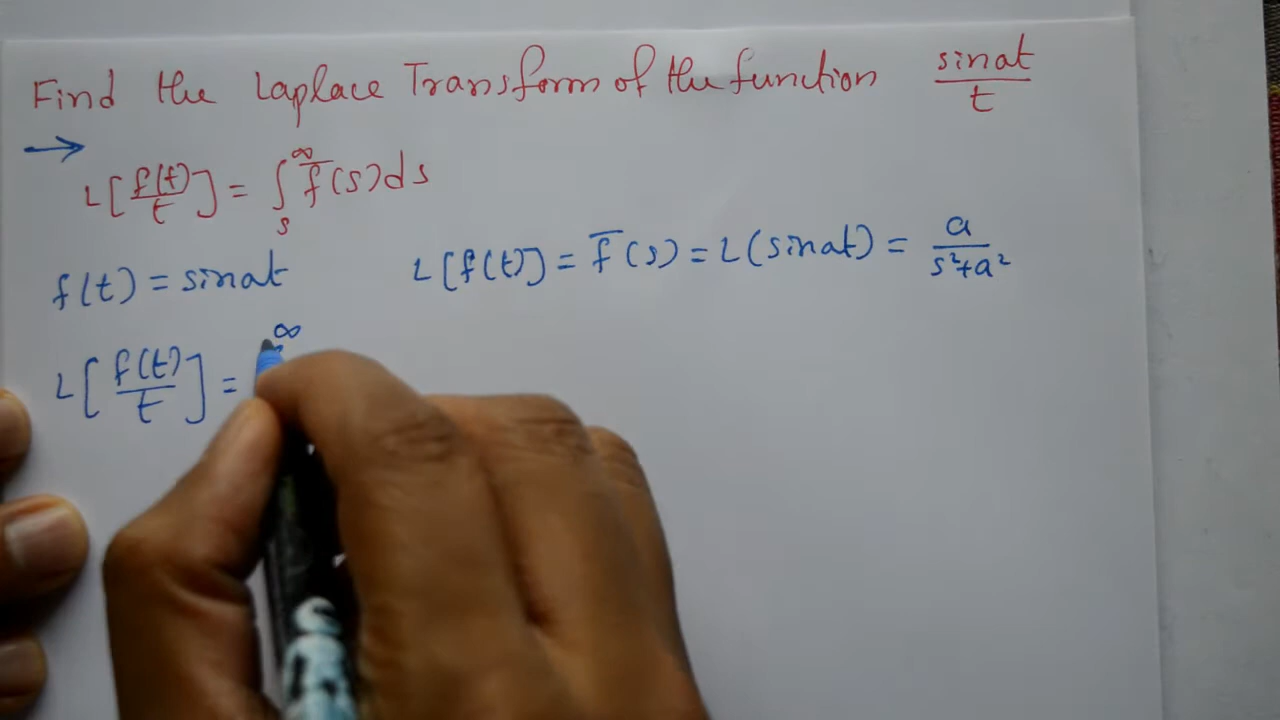 Find the Laplace Transform of the function sinat/t
→
L[f(t)/t] = ∫_s^∞ f̅(s)ds
f(t) = sinat
L[f(t)] = f̅(s) = L(sinat) = a/s²+a²
L[f(t)/t] = ∞